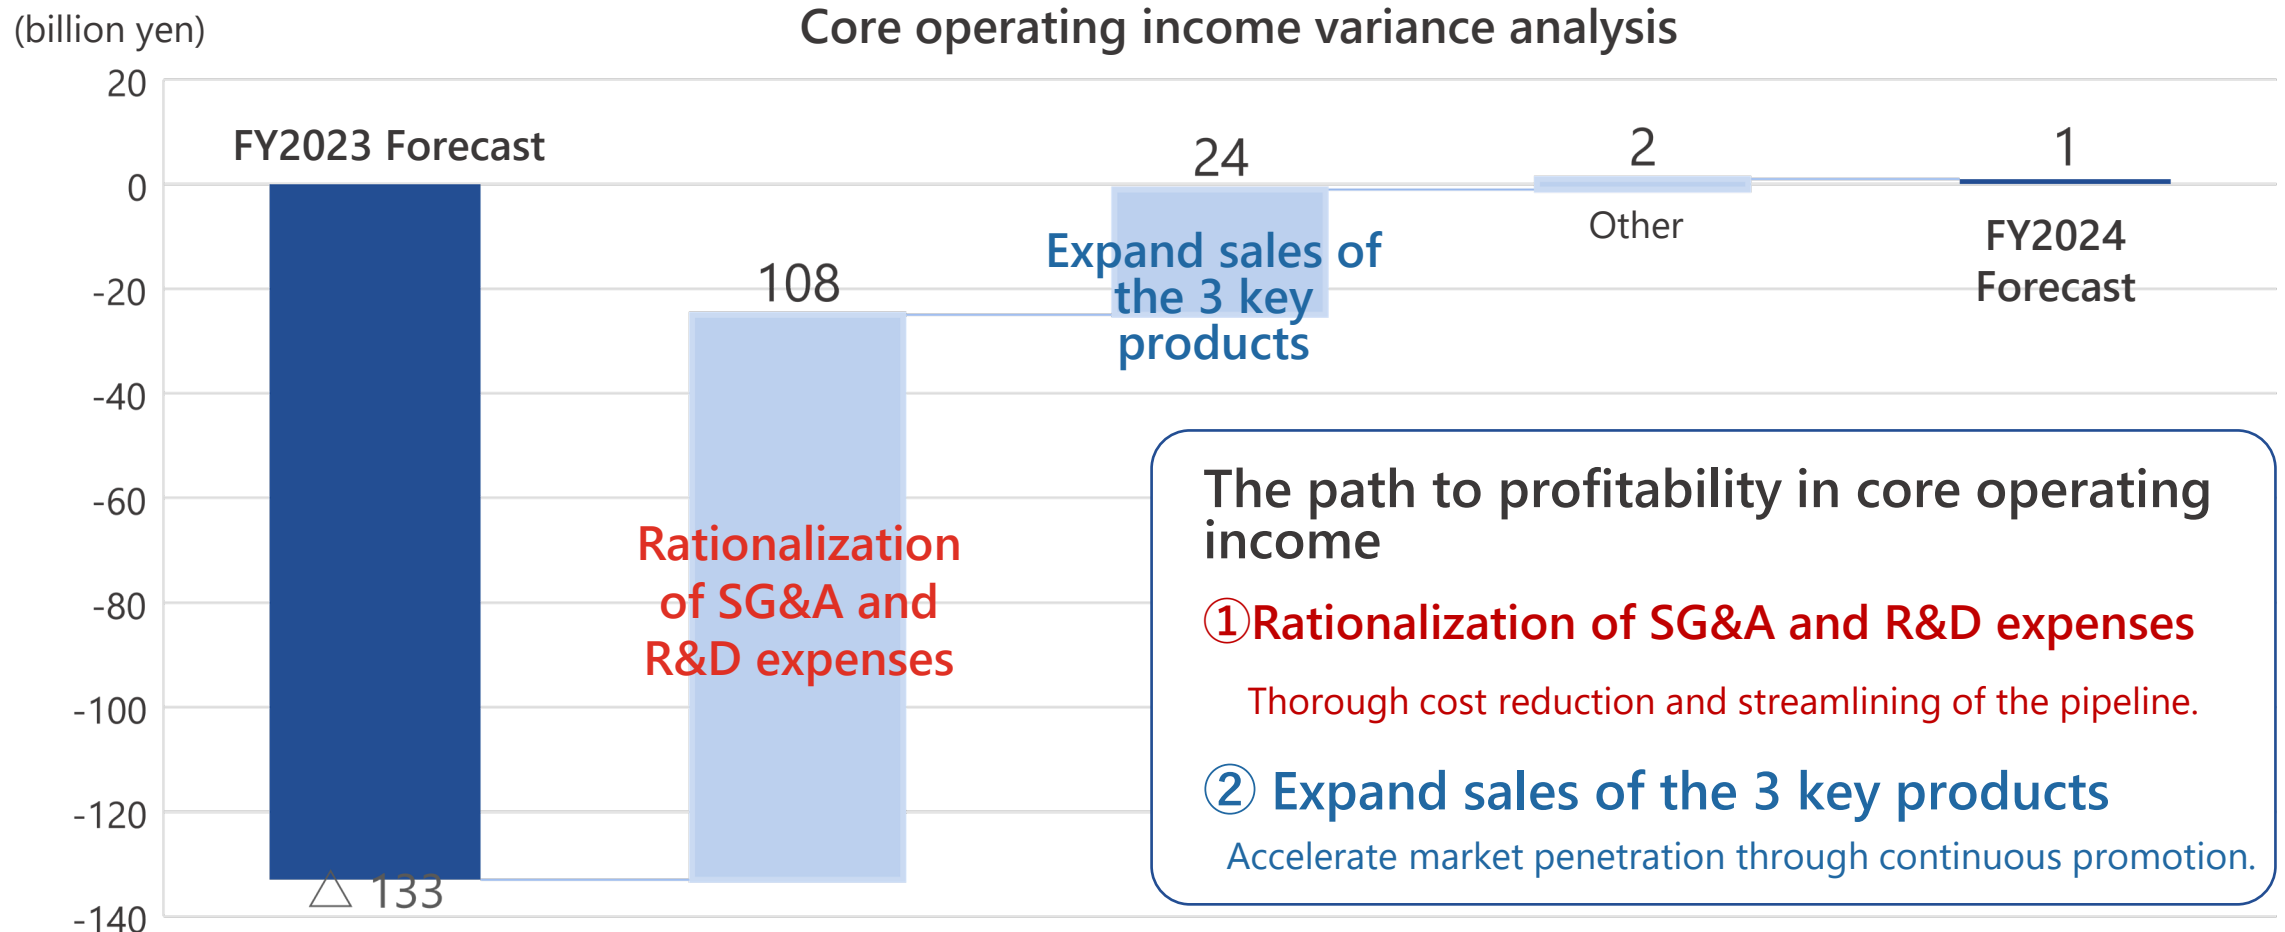 (billion yen)
Core operating income variance analysis
20
0
-20
-40
-60
-80
-100
-120
-140
FY2023 Forecast
△ 133
108
Rationalization
of SG&A and
R&D expenses
24
Expand sales of
the 3 key
products
2
Other
1
FY2024
Forecast
The path to profitability in core operating
income
①Rationalization of SG&A and R&D expenses
Thorough cost reduction and streamlining of the pipeline.
② Expand sales of the 3 key products
Accelerate market penetration through continuous promotion.